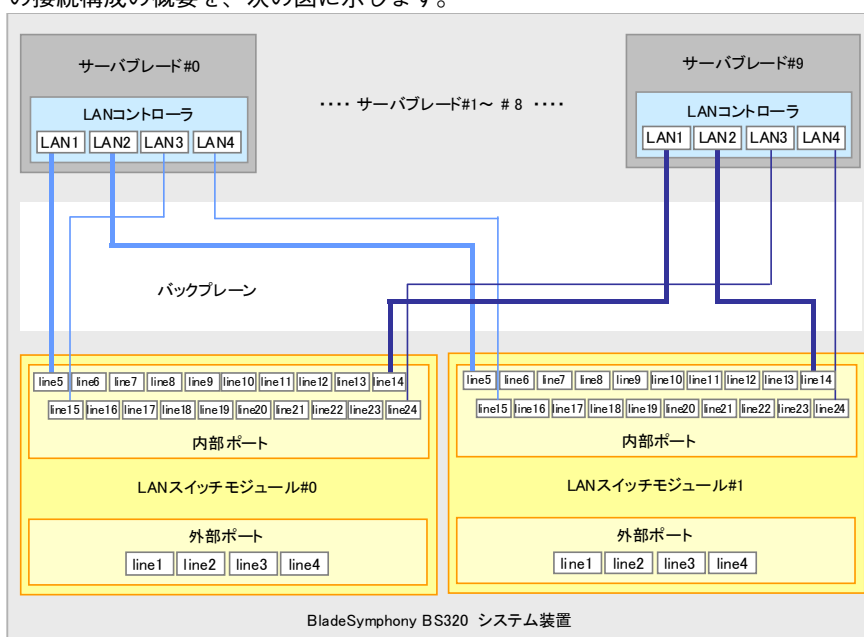 の接続構成の概要を、次の図に示します。
サーバブレード#0
サーバブレード#9
‥‥ サーバブレード#1～ # 8 ‥‥
LANコントローラ
LAN1 LAN2 LAN3 LAN4
LANコントローラ
LAN1 LAN2 LAN3 LAN4
バックプレーン
line5 line6 line7 line8 line9 line10 line11 line12 line13 line14
line15 line16 line17 line18 line19 line20 line21 line22 line23 line24
内部ポート
LANスイッチモジュール#0
外部ポート
line1 line2 line3 line4
line5 line6 line7 line8 line9 line10 line11 line12 line13 line14
line15 line16 line17 line18 line19 line20 line21 line22 line23 line24
内部ポート
LANスイッチモジュール#1
外部ポート
line1 line2 line3 line4
BladeSymphony BS320 システム装置